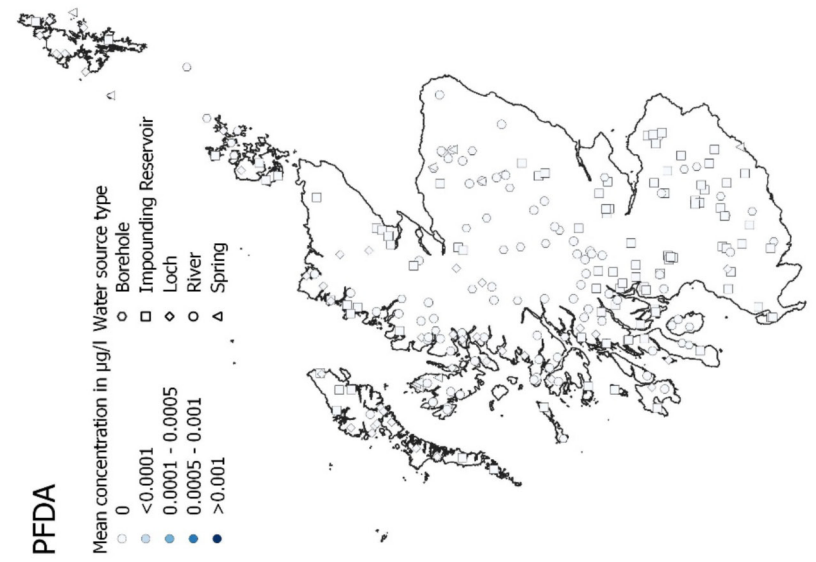 PFDA
Mean concentration in µg/l
0
<0.0001
0.0001 - 0.0005
0.0005 - 0.001
>0.001
Water source type
Borehole
Impounding Reservoir
Loch
River
Spring